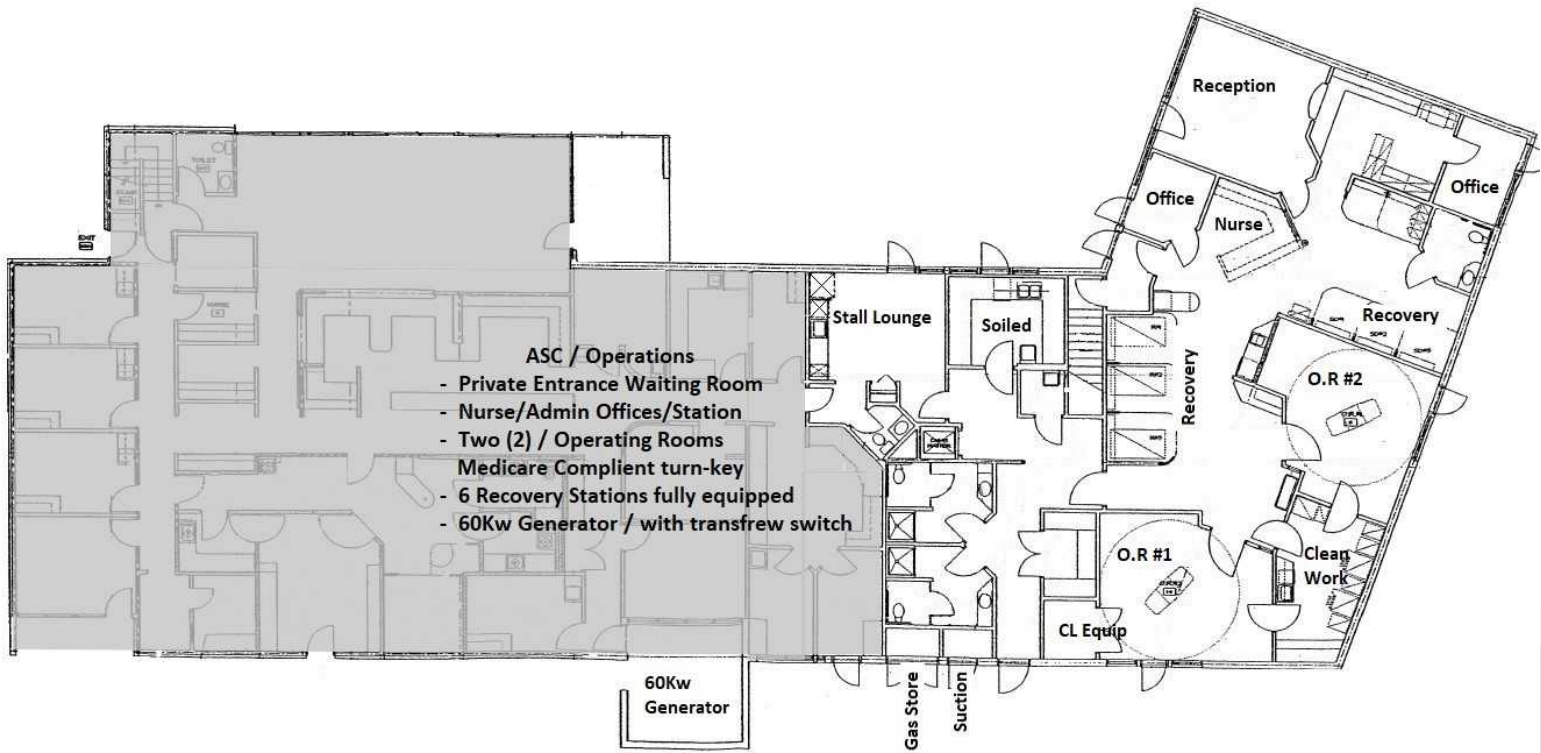 Reception
Office
Office
Nurse
TOILET
EXIT
Stall Lounge
Soiled
Recovery
Recovery
O.R #2
ASC / Operations
- Private Entrance Waiting Room
- Nurse/Admin Offices/Station
- Two (2) / Operating Rooms
Medicare Complient turn-key
- 6 Recovery Stations fully equipped
- 60Kw Generator / with transfrew switch
O.R #1
Clean
Work
CL Equip
60Kw
Generator
Gas Store
Suction